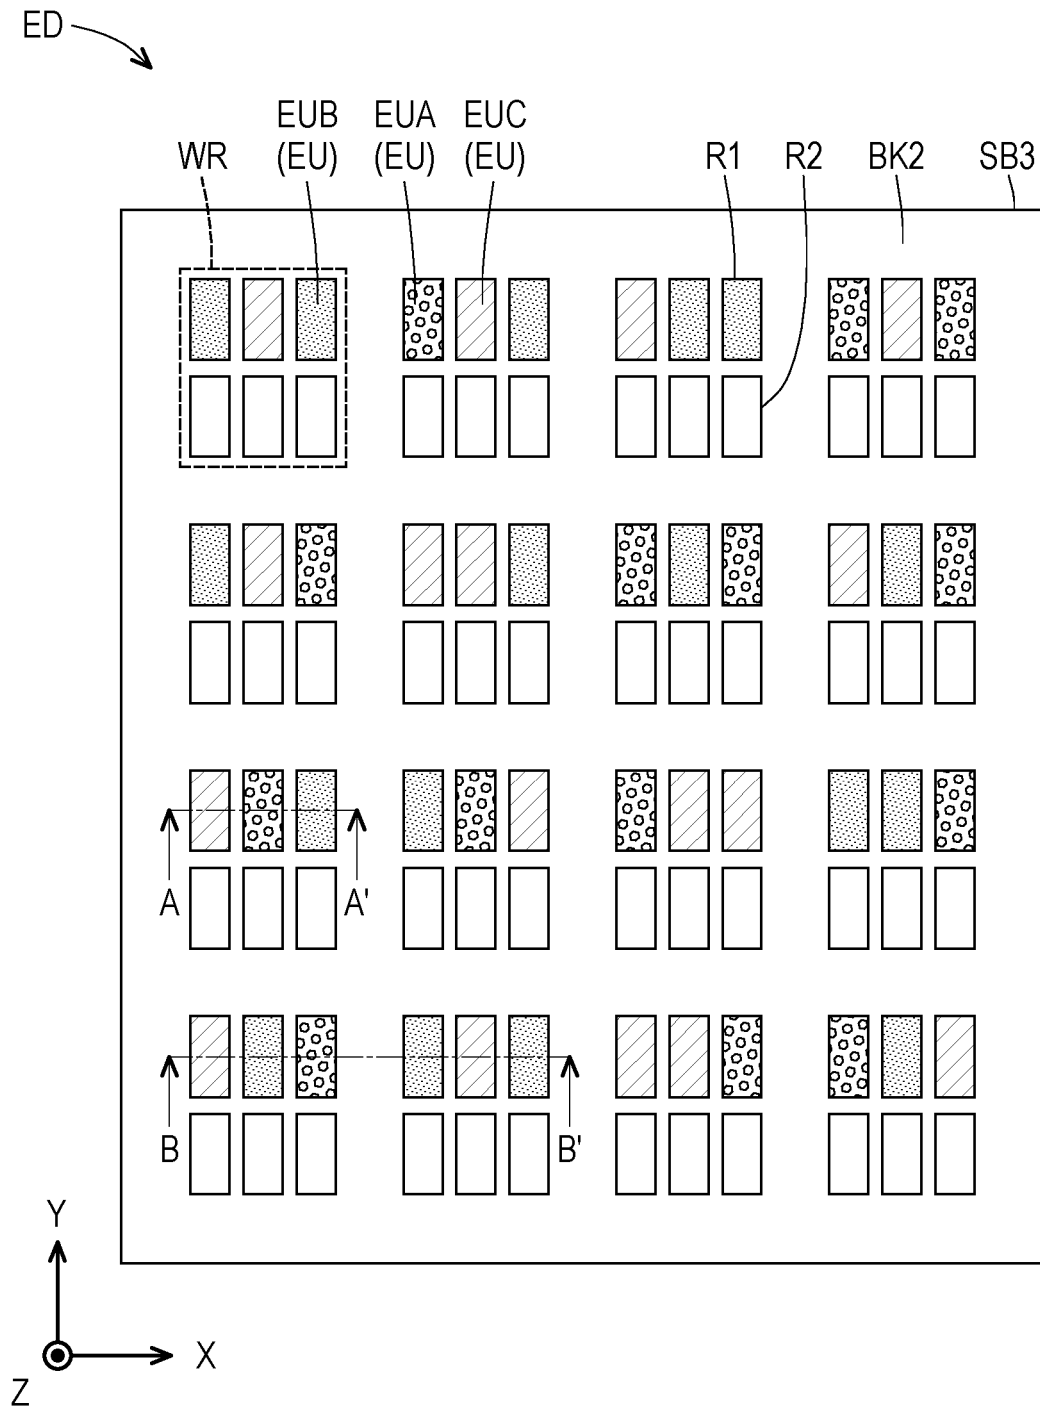 ED
EUB EUA EUC
WR (EU) (EU) (EU) R1 R2 BK2 SB3
A A'
B B'
Y
X
Z